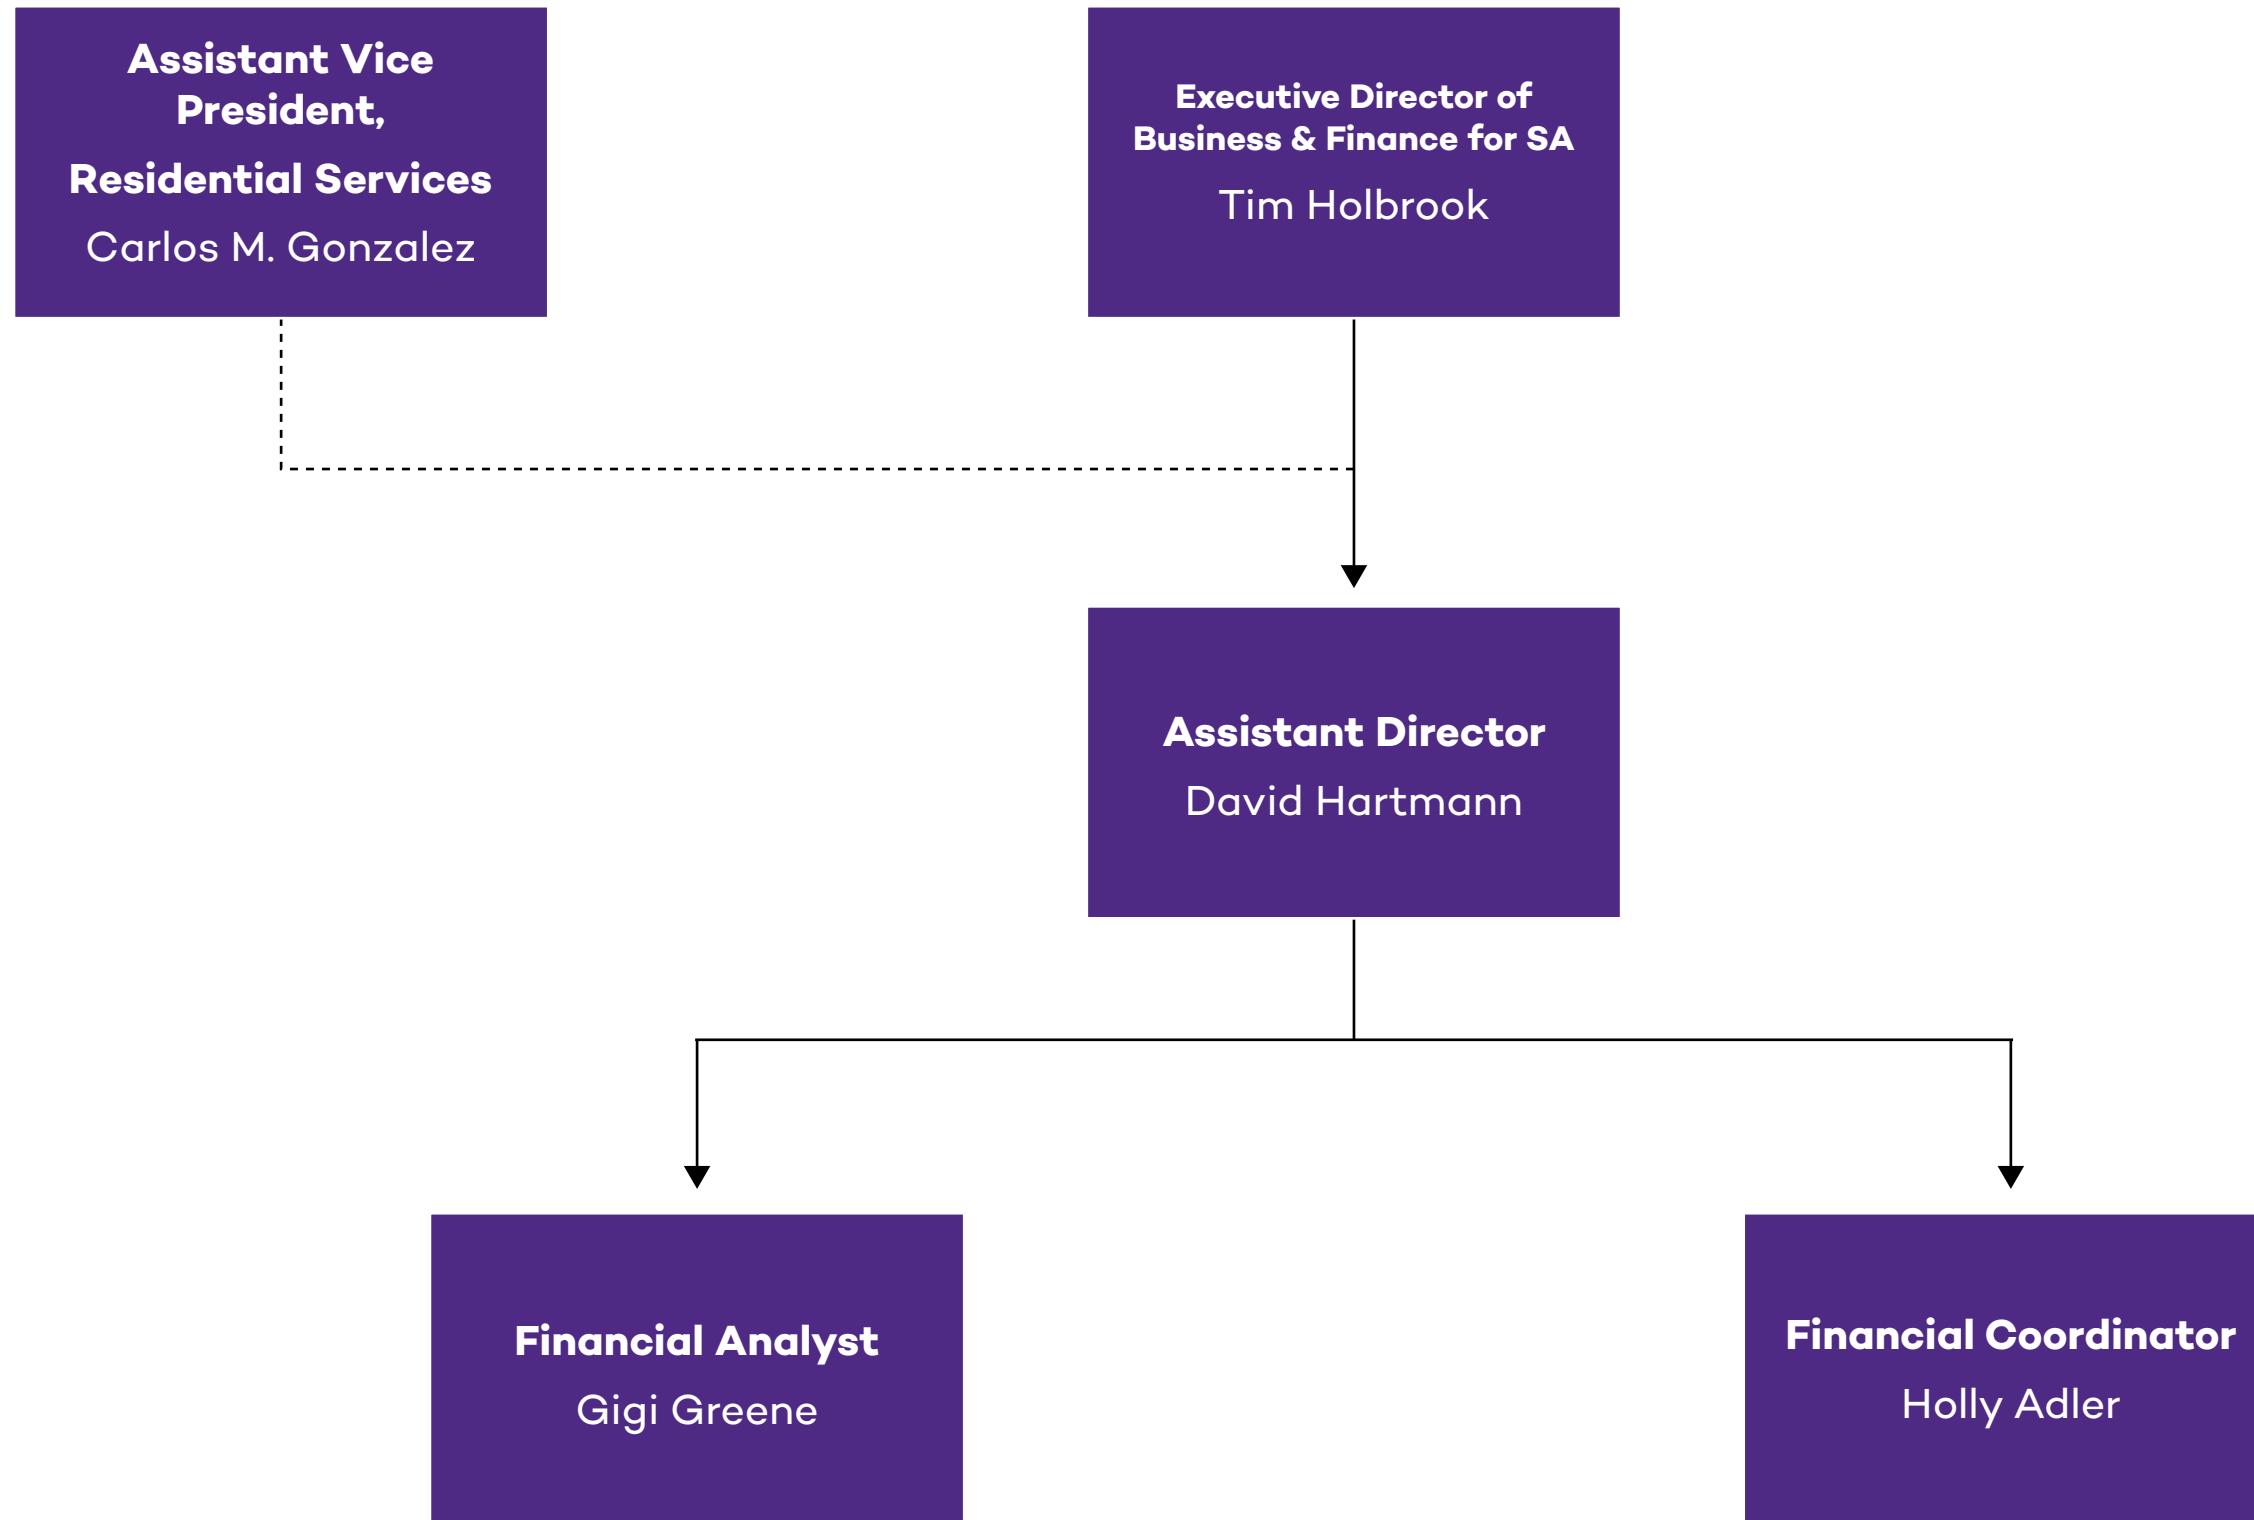 Assistant Vice
President,
Residential Services
Carlos M. Gonzalez
Executive Director of
Business & Finance for SA
Tim Holbrook
Assistant Director
David Hartmann
Financial Analyst
Gigi Greene
Financial Coordinator
Holly Adler